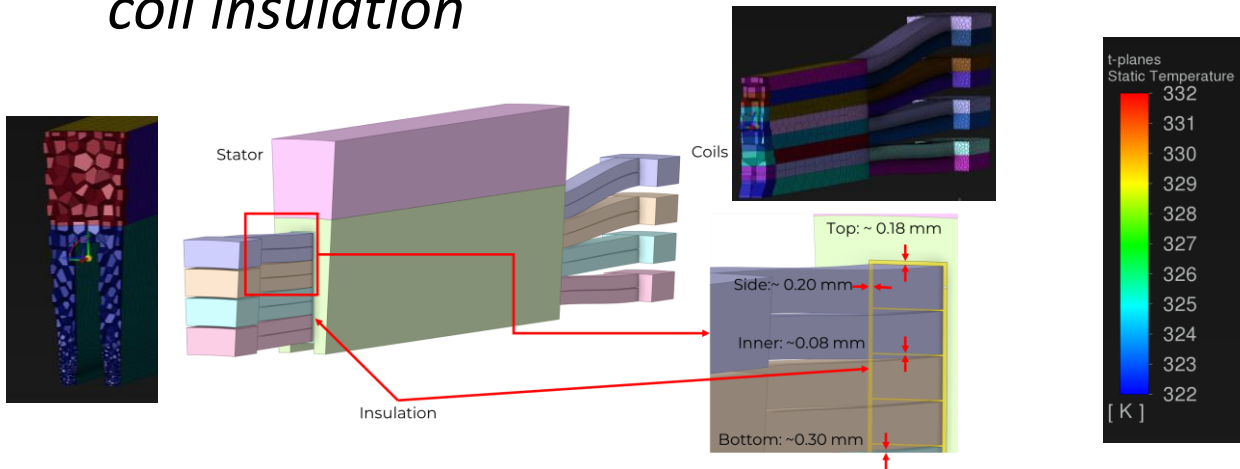 coil insulation
Stator
Coils
Insulation
Top: ~ 0.18 mm
Side:~ 0.20 mm
Inner: ~0.08 mm
Bottom: ~0.30 mm
t-planes
Static Temperature
332
331
330
329
328
327
326
325
324
323
322
[ K ]